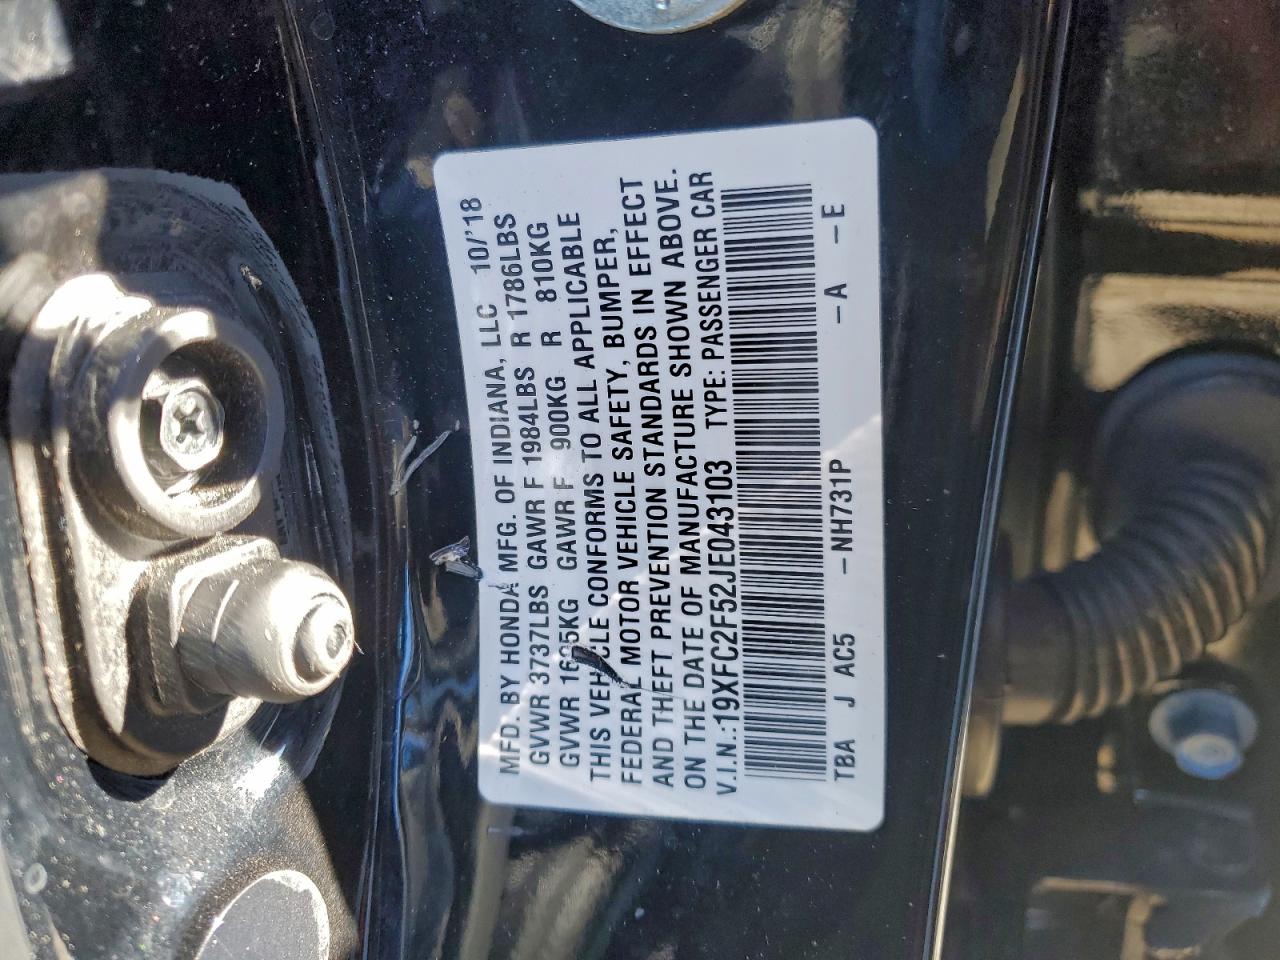 MFD. BY HONDA MFG. OF INDIANA, LLC 10/'18
GVWR 3737LBS GAWR F 1984LBS R 1786LBS
GVWR 1695KG GAWR F 900KG R 810KG
THIS VEHICLE CONFORMS TO ALL APPLICABLE
FEDERAL MOTOR VEHICLE SAFETY, BUMPER,
AND THEFT PREVENTION STANDARDS IN EFFECT
ON THE DATE OF MANUFACTURE SHOWN ABOVE.
V.I.N.:19XFC2F52JE043103 TYPE: PASSENGER CAR
TBA J AC5 -NH731P -A -E